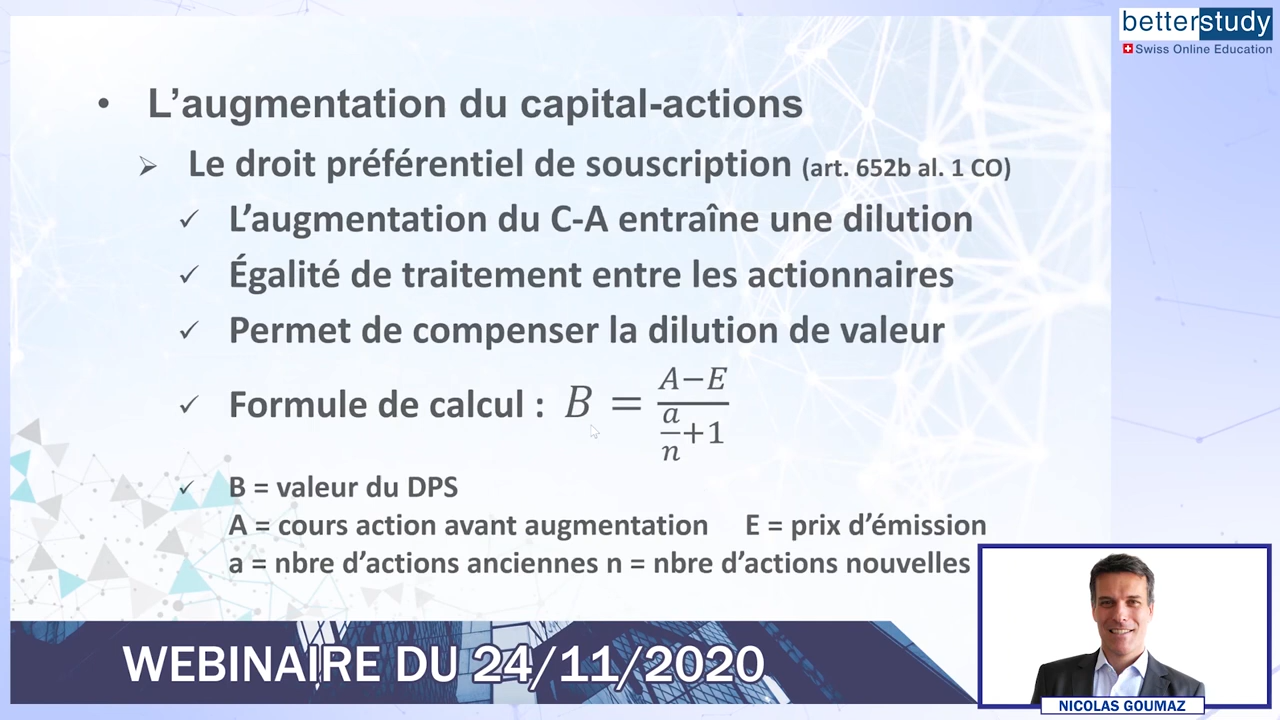 betterstudy
Swiss Online Education
• L'augmentation du capital-actions
➢ Le droit préférentiel de souscription (art. 652b al. 1 CO)
✓ L'augmentation du C-A entraîne une dilution
✓ Égalité de traitement entre les actionnaires
✓ Permet de compenser la dilution de valeur
✓ Formule de calcul : B = (A−E)/(a/n+1)
✓ B = valeur du DPS
A = cours action avant augmentation E = prix d'émission
a = nbre d'actions anciennes n = nbre d'actions nouvelles
WEBINAIRE DU 24/11/2020
NICOLAS GOUMAZ